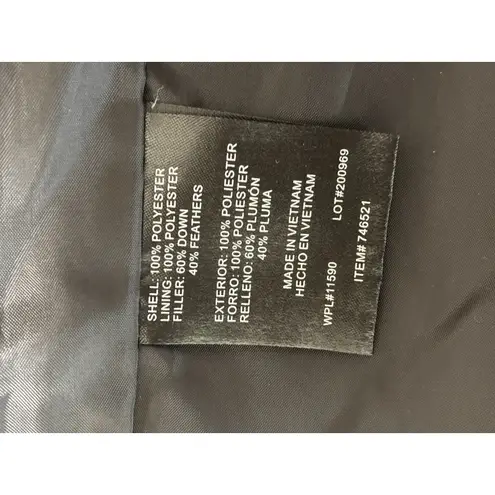 SHELL: 100% POLYESTER
LINING: 100% POLYESTER
FILLER: 60% DOWN
40% FEATHERS
EXTERIOR: 100% POLIESTER
FORRO: 100% POLIESTER
RELLENO: 60% PLUMÓN
40% PLUMA
MADE IN VIETNAM
HECHO EN VIETNAM
WPL#11590 LOT#200969
ITEM# 746521